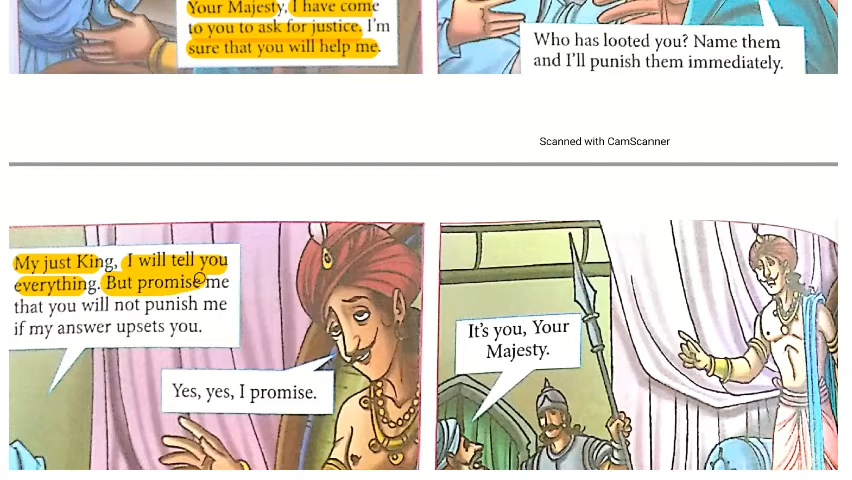 Your Majesty, I have come
to you to ask for justice. I'm
sure that you will help me.
Who has looted you? Name them
and I'll punish them immediately.
Scanned with CamScanner
My just King, I will tell you
everything. But promise me
that you will not punish me
if my answer upsets you.
Yes, yes, I promise.
It's you, Your
Majesty.